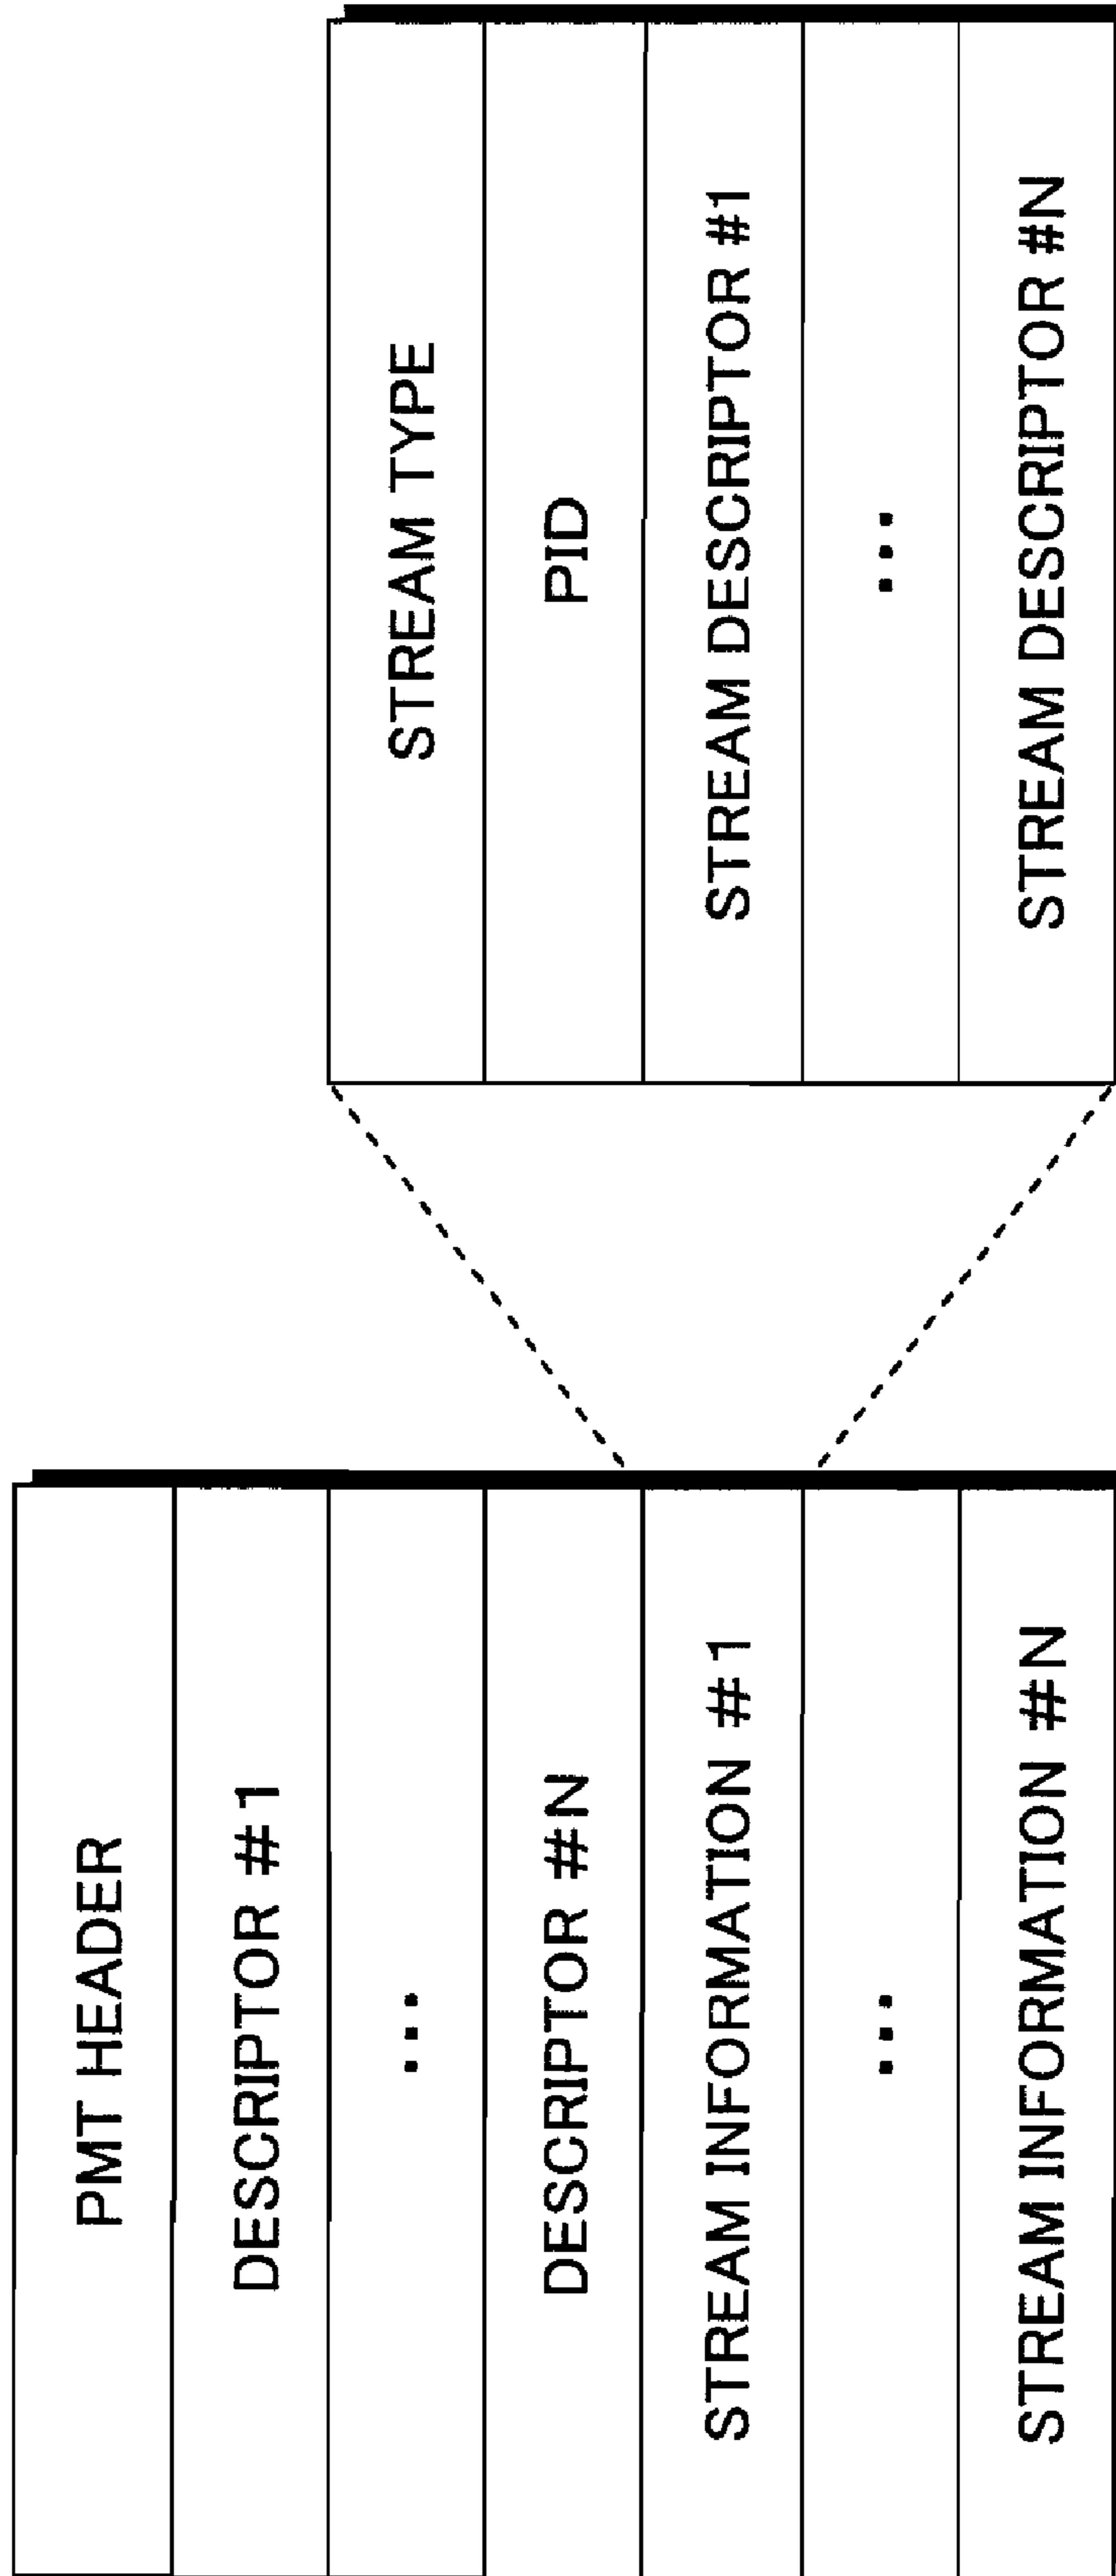 PMT HEADER
DESCRIPTOR #1
...
DESCRIPTOR #N
STREAM INFORMATION #1
...
STREAM INFORMATION #N
STREAM TYPE
PID
STREAM DESCRIPTOR #1
...
STREAM DESCRIPTOR #N